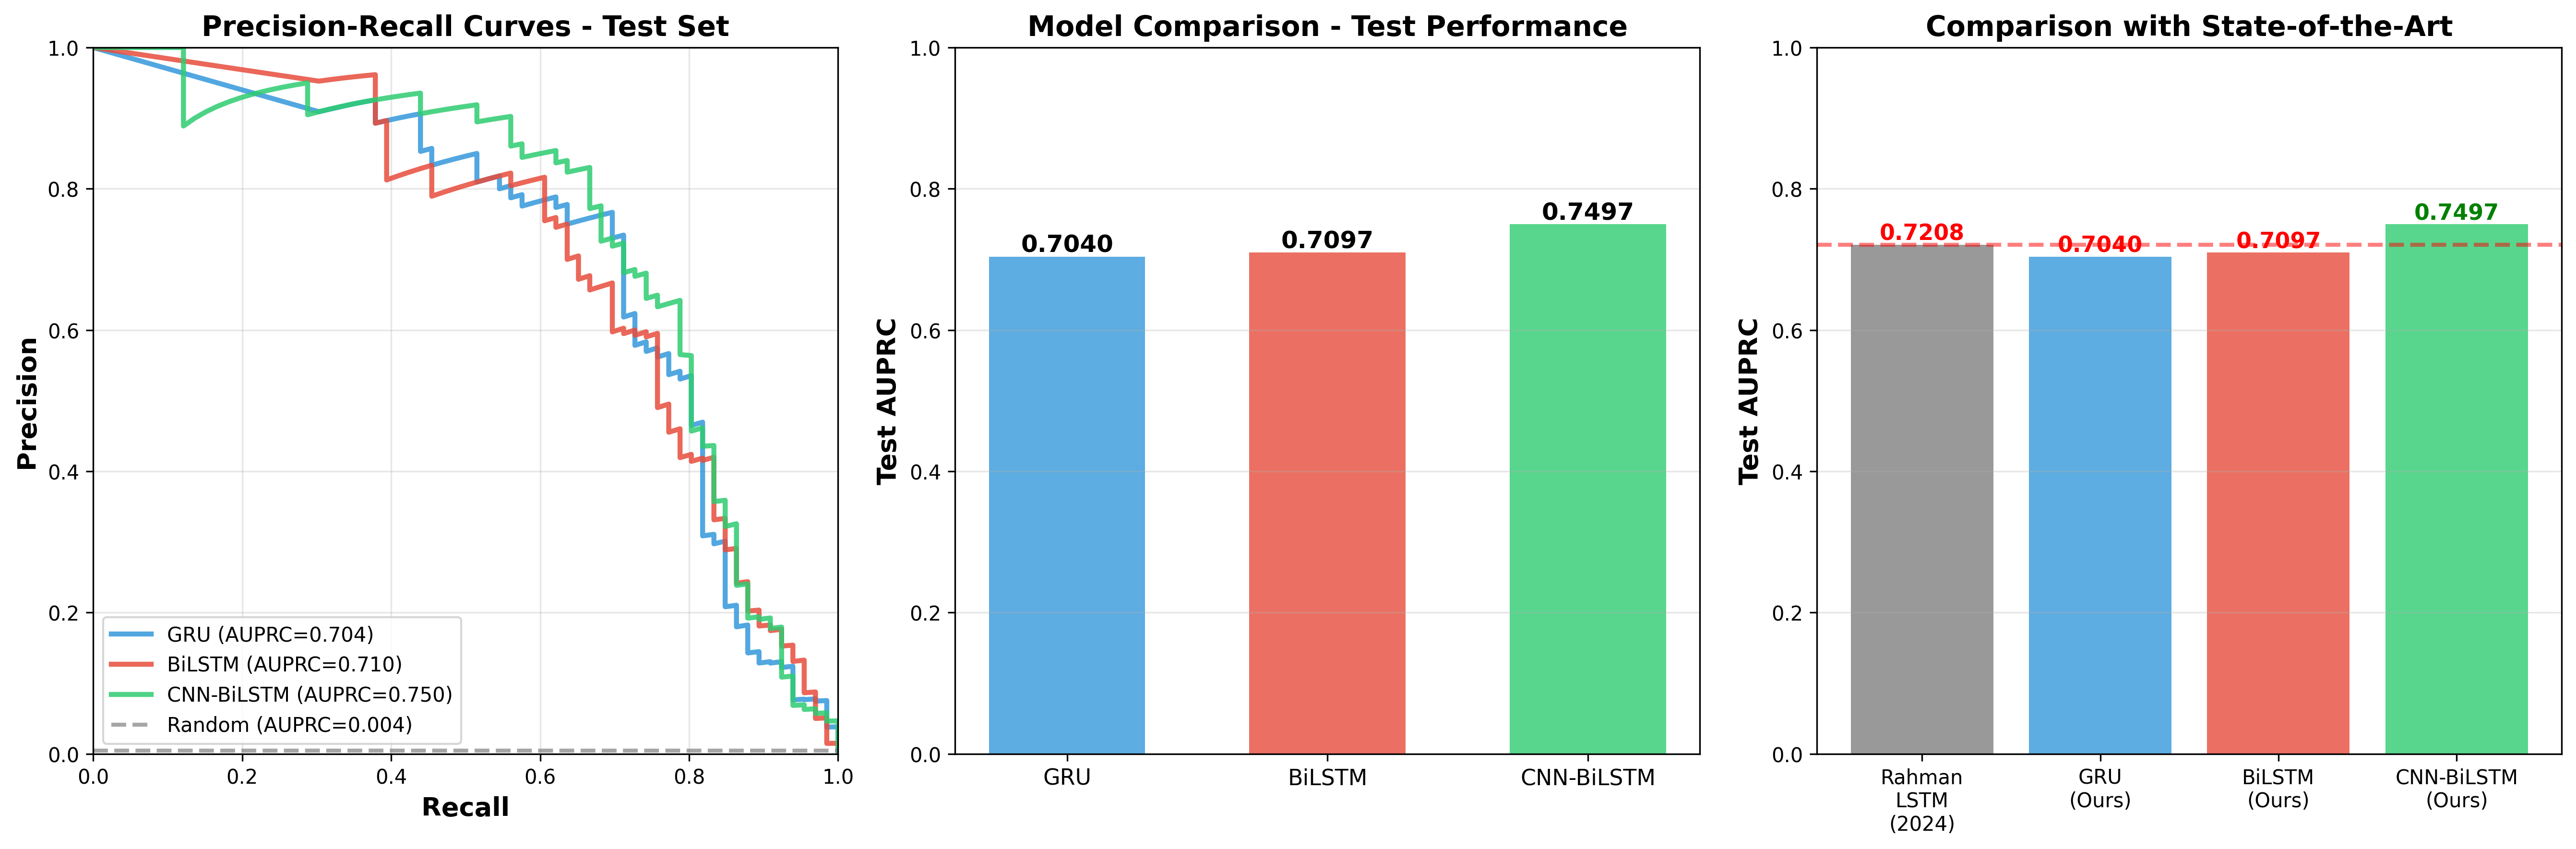 Precision-Recall Curves - Test Set
Precision
1.0
0.8
0.6
0.4
0.2
0.0
0.0 0.2 0.4 0.6 0.8 1.0
Recall
GRU (AUPRC=0.704)
BiLSTM (AUPRC=0.710)
CNN-BiLSTM (AUPRC=0.750)
Random (AUPRC=0.004)
Model Comparison - Test Performance
Test AUPRC
1.0
0.8
0.6
0.4
0.2
0.0
0.7040
0.7097
0.7497
GRU
BiLSTM
CNN-BiLSTM
Comparison with State-of-the-Art
Test AUPRC
1.0
0.8
0.6
0.4
0.2
0.0
0.7208
0.7040
0.7097
0.7497
Rahman
LSTM
(2024)
GRU
(Ours)
BiLSTM
(Ours)
CNN-BiLSTM
(Ours)